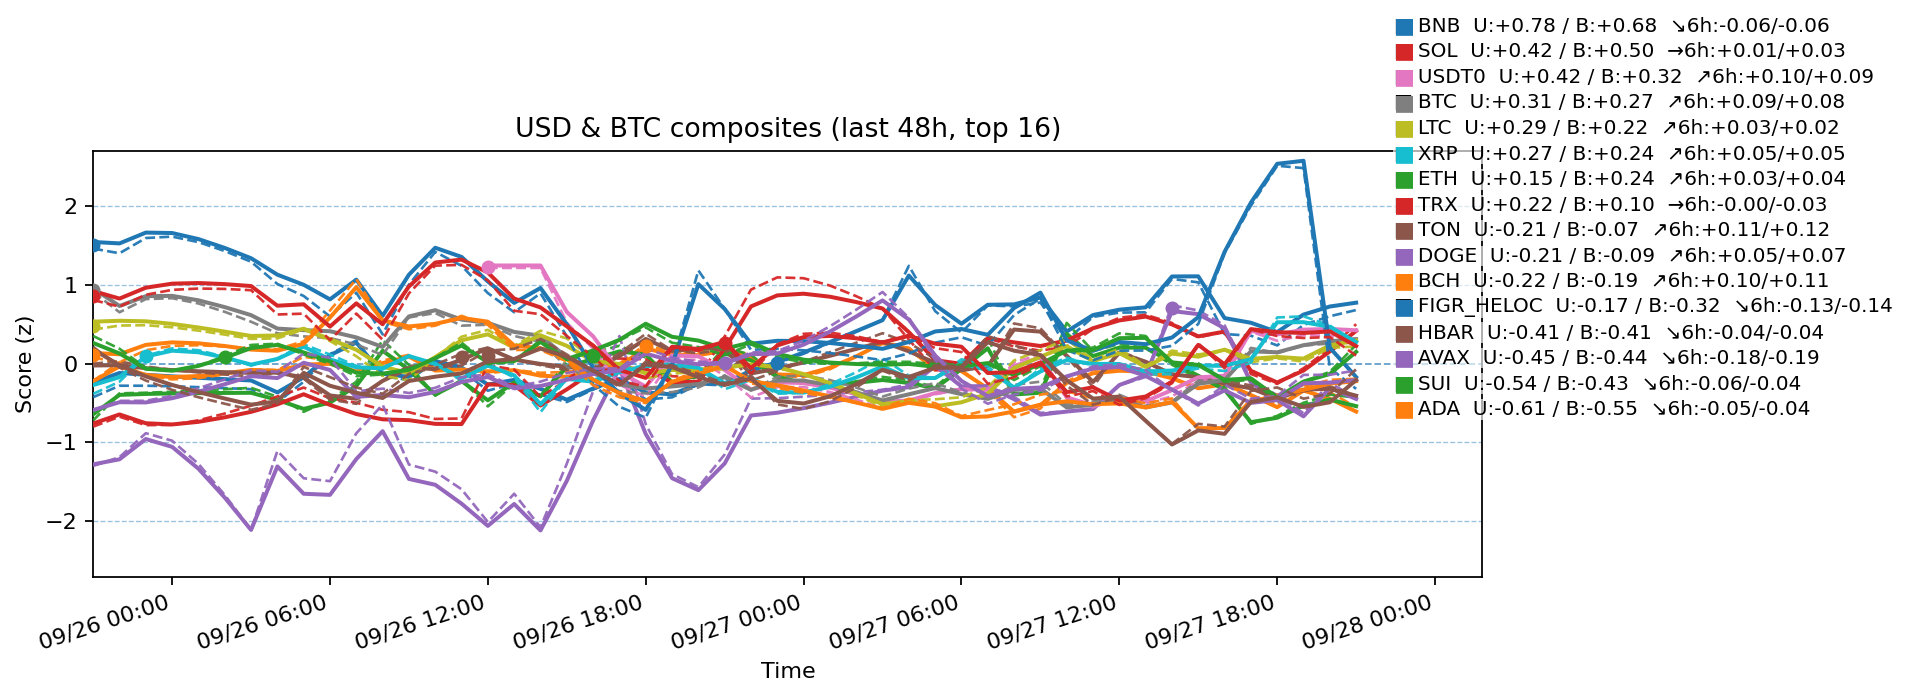 BNB U:+0.78 / B:+0.68 ↘6h:-0.06/-0.06
SOL U:+0.42 / B:+0.50 →6h:+0.01/+0.03
USDT0 U:+0.42 / B:+0.32 ↗6h:+0.10/+0.09
BTC U:+0.31 / B:+0.27 ↗6h:+0.09/+0.08
LTC U:+0.29 / B:+0.22 ↗6h:+0.03/+0.02
XRP U:+0.27 / B:+0.24 ↗6h:+0.05/+0.05
ETH U:+0.15 / B:+0.24 ↗6h:+0.03/+0.04
TRX U:+0.22 / B:+0.10 →6h:-0.00/-0.03
TON U:-0.21 / B:-0.07 ↗6h:+0.11/+0.12
DOGE U:-0.21 / B:-0.09 ↗6h:+0.05/+0.07
BCH U:-0.22 / B:-0.19 ↗6h:+0.10/+0.11
FIGR_HELOC U:-0.17 / B:-0.32 ↘6h:-0.13/-0.14
HBAR U:-0.41 / B:-0.41 ↘6h:-0.04/-0.04
AVAX U:-0.45 / B:-0.44 ↘6h:-0.18/-0.19
SUI U:-0.54 / B:-0.43 ↘6h:-0.06/-0.04
ADA U:-0.61 / B:-0.55 ↘6h:-0.05/-0.04
USD & BTC composites (last 48h, top 16)
Score (z)
2
1
0
−1
−2
09/26 00:00
09/26 06:00
09/26 12:00
09/26 18:00
09/27 00:00
09/27 06:00
09/27 12:00
09/27 18:00
09/28 00:00
Time